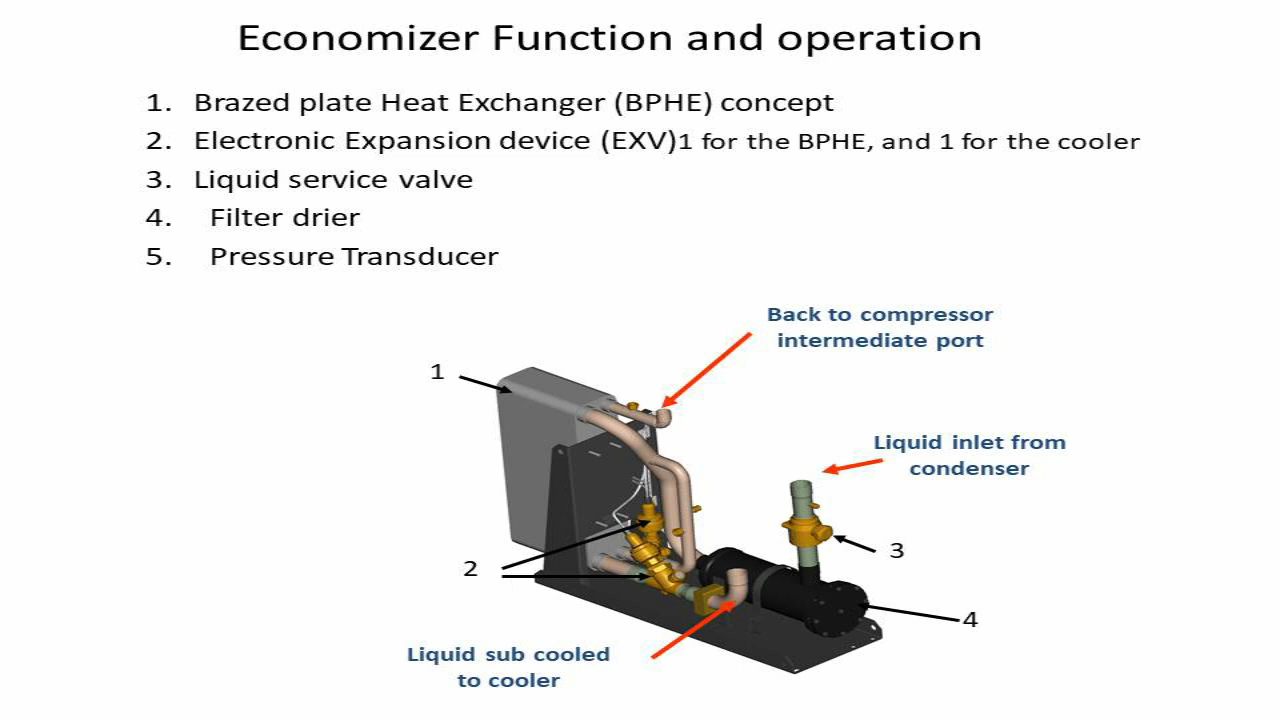 Economizer Function and operation
1. Brazed plate Heat Exchanger (BPHE) concept
2. Electronic Expansion device (EXV)1 for the BPHE, and 1 for the cooler
3. Liquid service valve
4. Filter drier
5. Pressure Transducer
Back to compressor
intermediate port
1
Liquid inlet from
condenser
3
2
4
Liquid sub cooled
to cooler